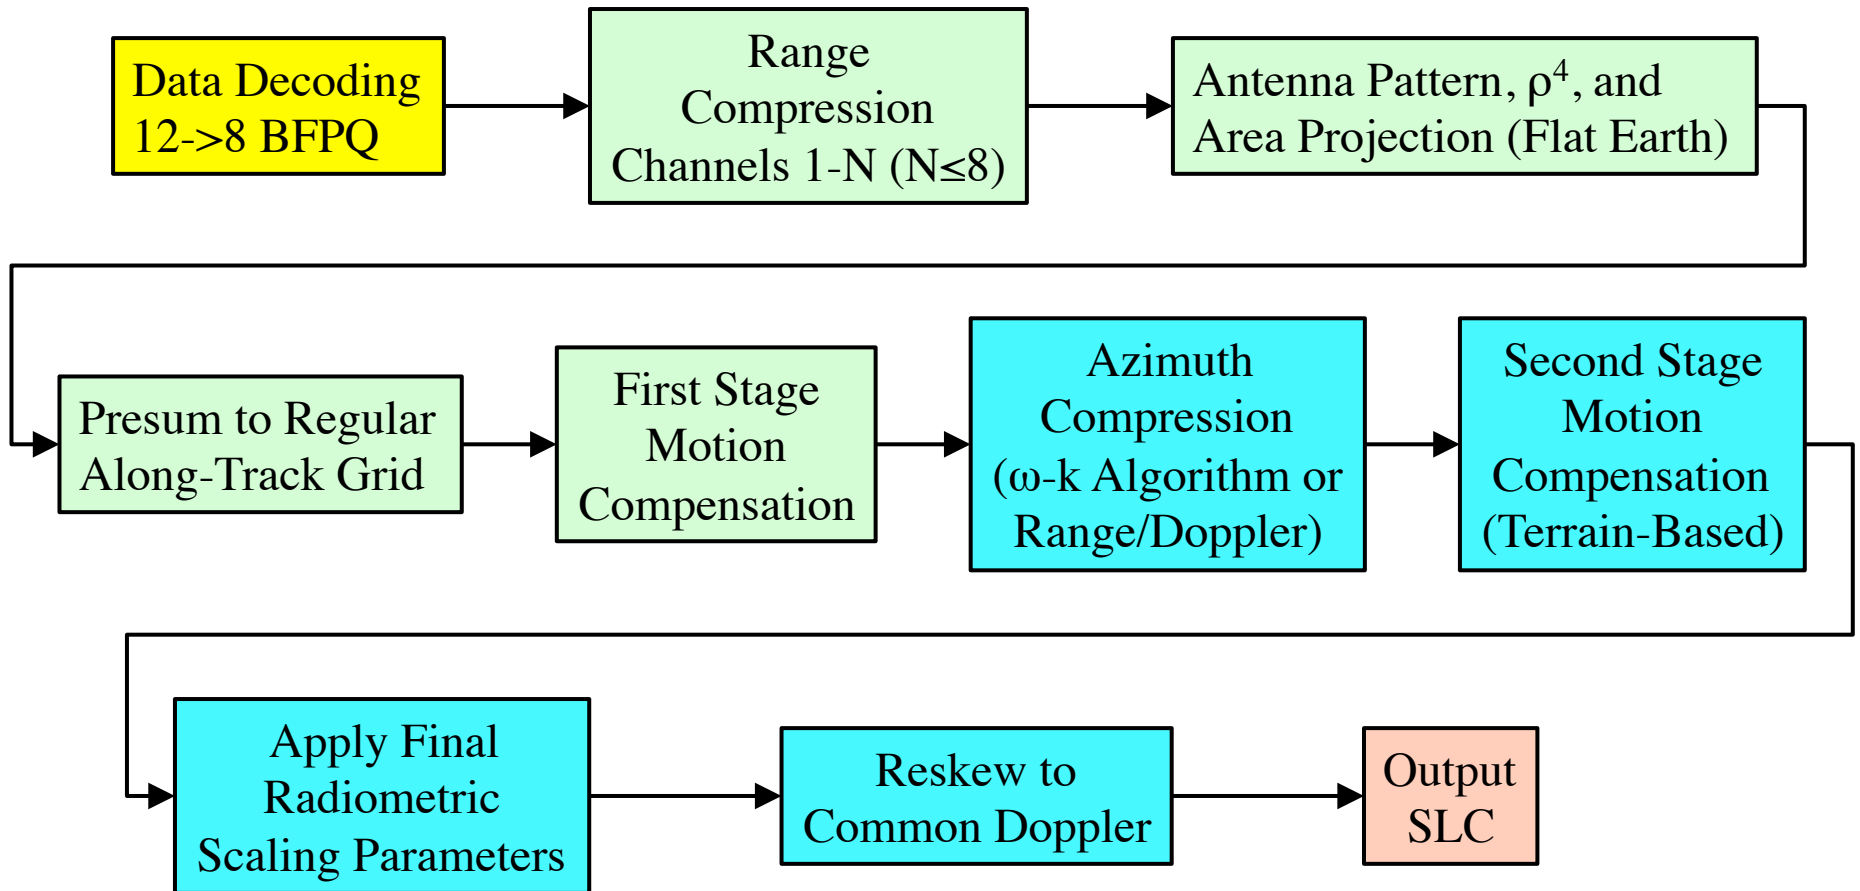 Data Decoding
12->8 BFPQ
Range
Compression
Channels 1-N (N≤8)
Antenna Pattern, ρ⁴, and
Area Projection (Flat Earth)
Presum to Regular
Along-Track Grid
First Stage
Motion
Compensation
Azimuth
Compression
(ω-k Algorithm or
Range/Doppler)
Second Stage
Motion
Compensation
(Terrain-Based)
Apply Final
Radiometric
Scaling Parameters
Reskew to
Common Doppler
Output
SLC